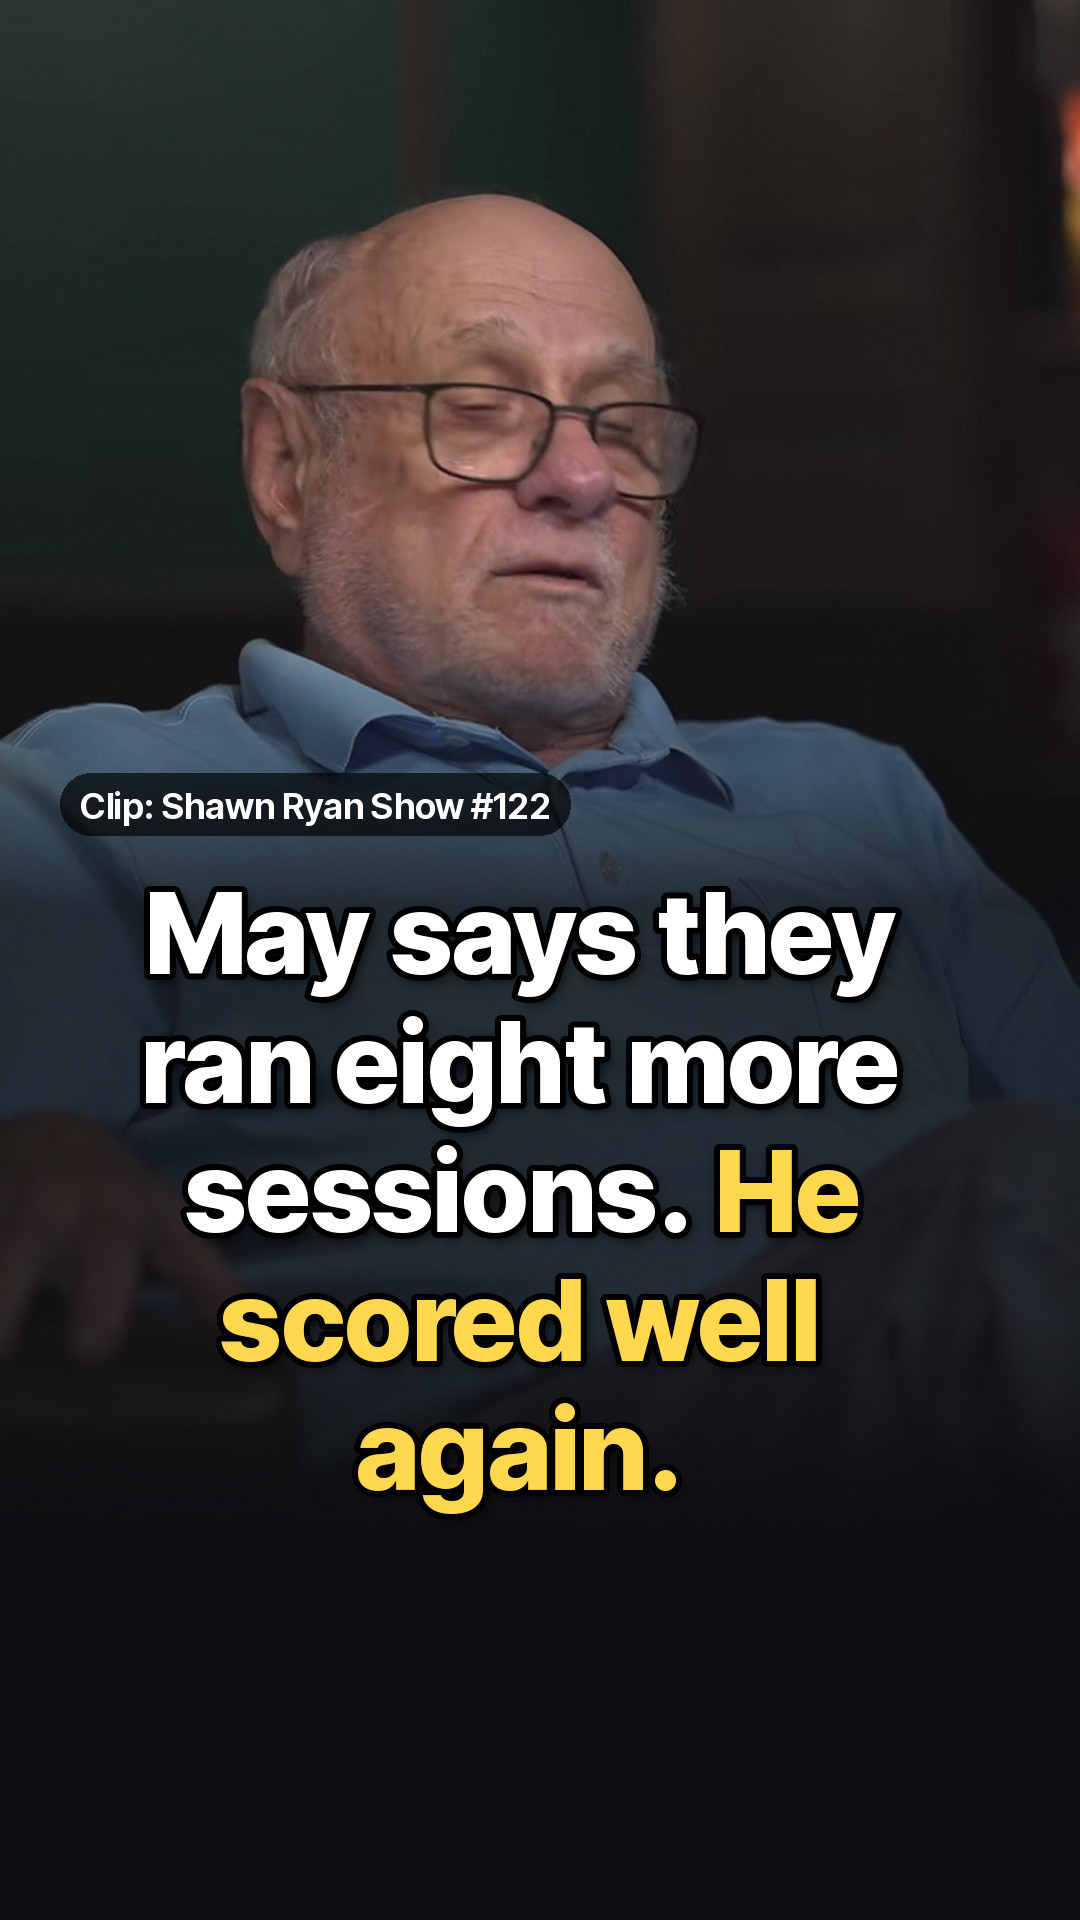 Clip: Shawn Ryan Show #122
May says they
ran eight more
sessions. He
scored well
again.